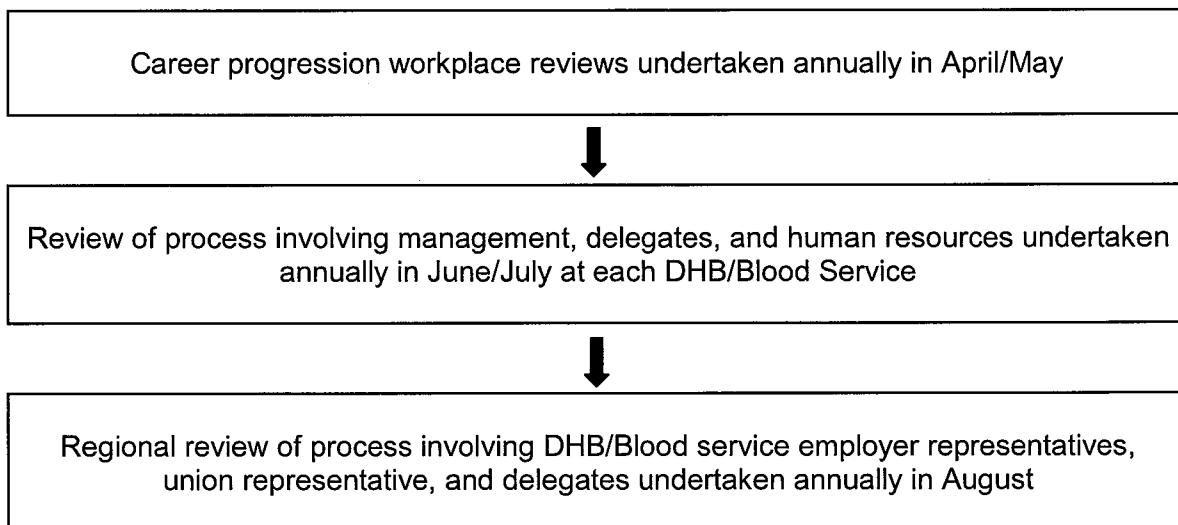 Career progression workplace reviews undertaken annually in April/May
Review of process involving management, delegates, and human resources undertaken
annually in June/July at each DHB/Blood Service
Regional review of process involving DHB/Blood service employer representatives,
union representative, and delegates undertaken annually in August